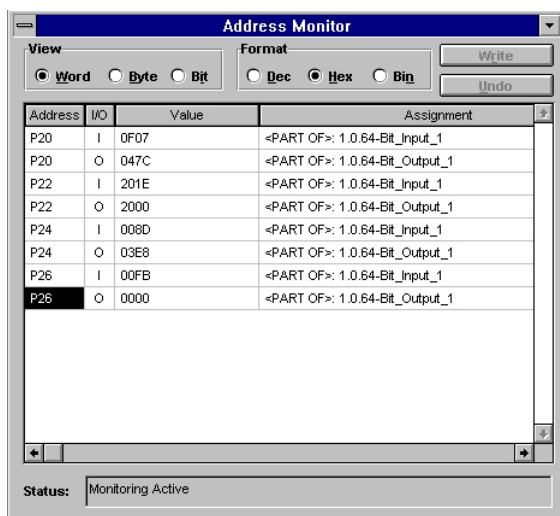 Address Monitor
View
Word Byte Bit
Format
Dec Hex Bin
Write
Undo
Address I/O Value Assignment
P20 I 0F07 <PART OF>: 1.0.64-Bit_Input_1
P20 O 047C <PART OF>: 1.0.64-Bit_Output_1
P22 I 201E <PART OF>: 1.0.64-Bit_Input_1
P22 O 2000 <PART OF>: 1.0.64-Bit_Output_1
P24 I 008D <PART OF>: 1.0.64-Bit_Input_1
P24 O 03E8 <PART OF>: 1.0.64-Bit_Output_1
P26 I 00FB <PART OF>: 1.0.64-Bit_Input_1
P26 O 0000 <PART OF>: 1.0.64-Bit_Output_1
Status: Monitoring Active